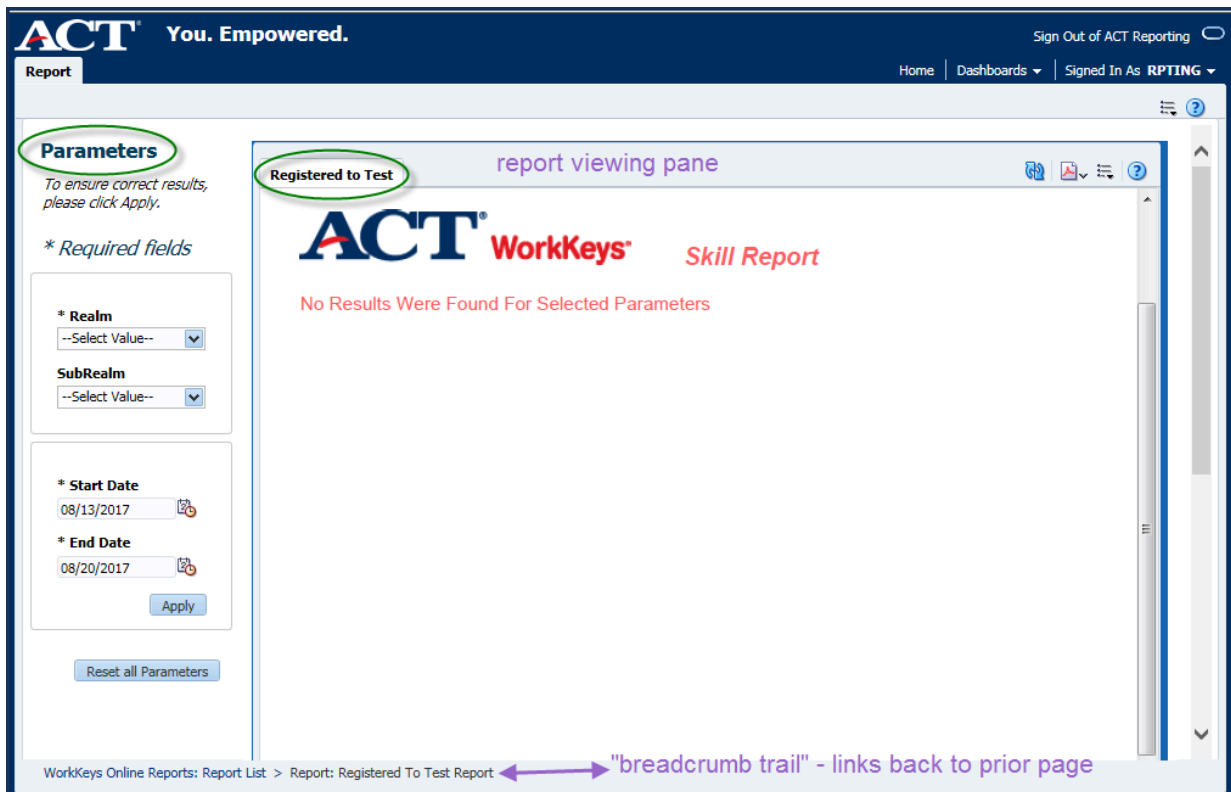 ACT® You. Empowered.
Sign Out of ACT Reporting
Report
Home Dashboards Signed In As RPTING
Parameters
To ensure correct results,
please click Apply.
* Required fields
* Realm
--Select Value--
SubRealm
--Select Value--
* Start Date
08/13/2017
* End Date
08/20/2017
Apply
Reset all Parameters
Registered to Test
report viewing pane
ACT® WorkKeys® Skill Report
No Results Were Found For Selected Parameters
WorkKeys Online Reports: Report List > Report: Registered To Test Report
"breadcrumb trail" - links back to prior page